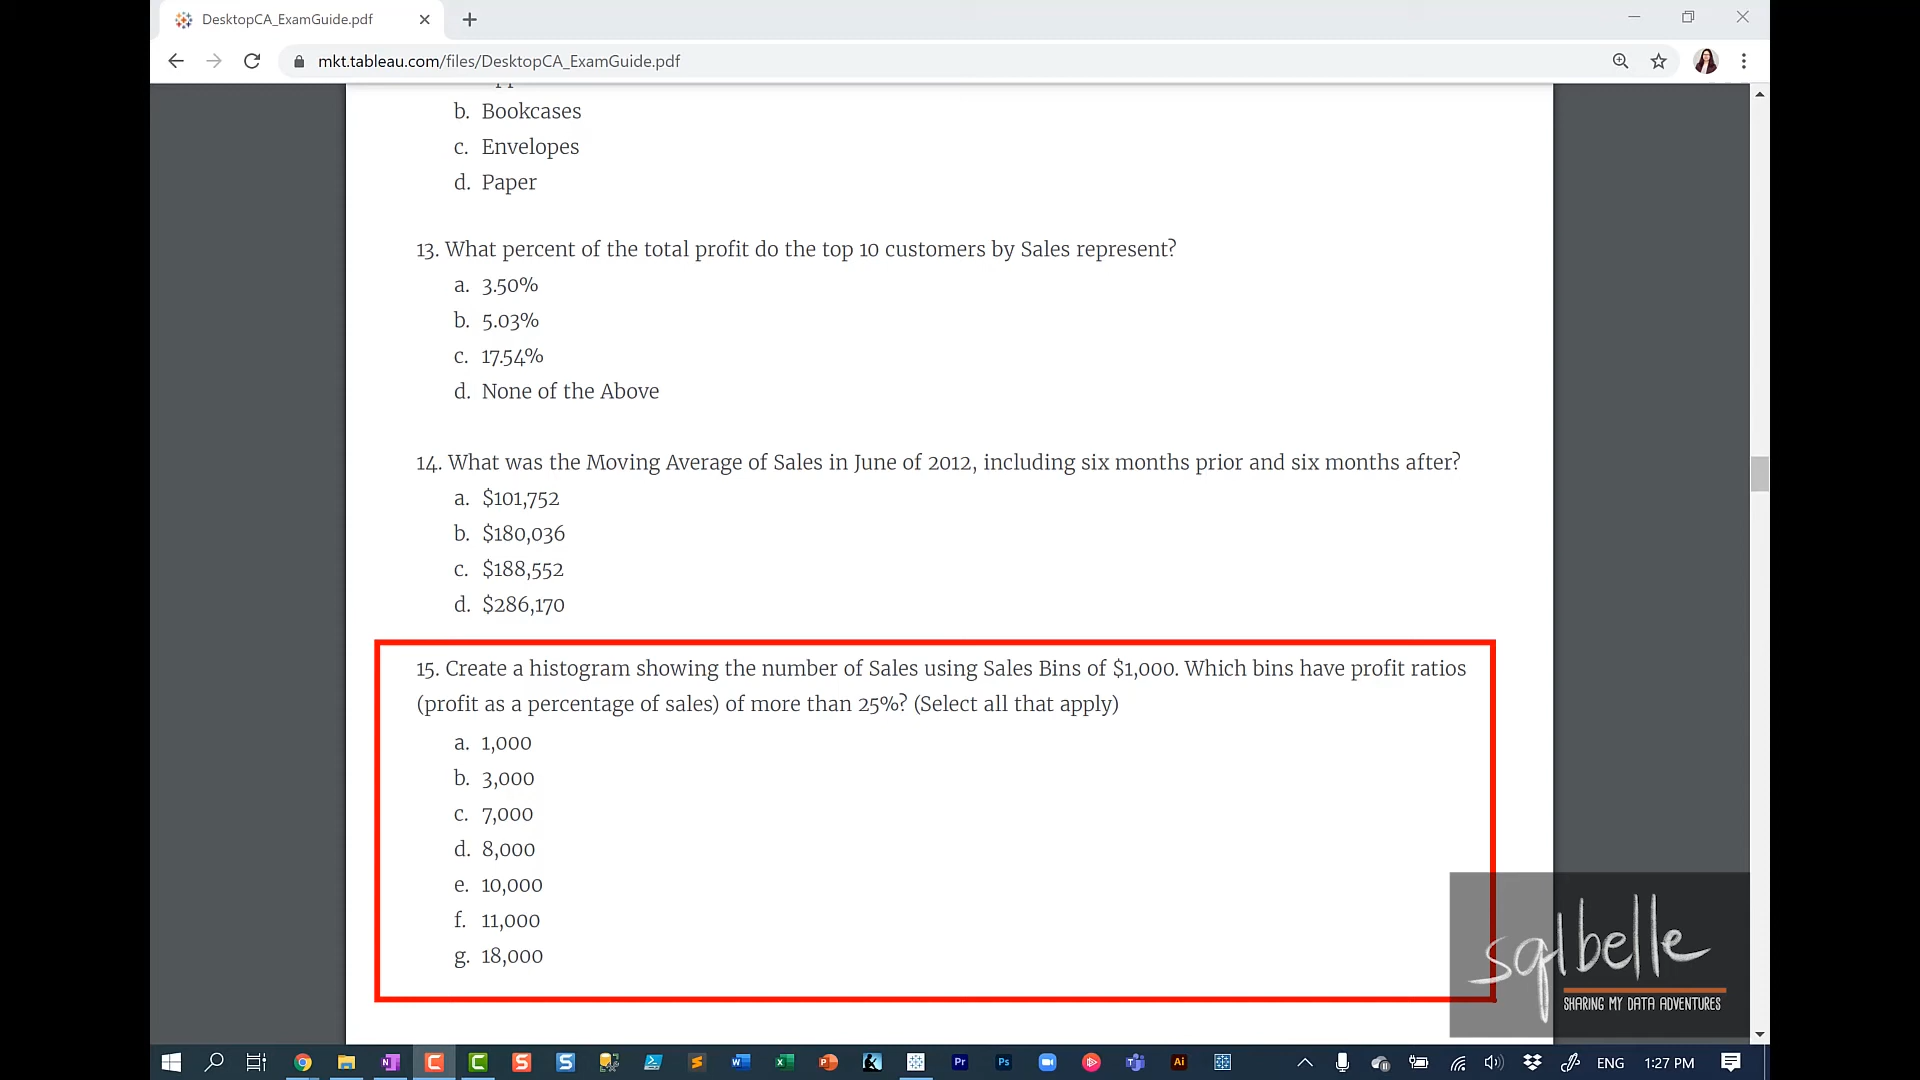 DesktopCA_ExamGuide.pdf
mkt.tableau.com/files/DesktopCA_ExamGuide.pdf
b. Bookcases
c. Envelopes
d. Paper
13. What percent of the total profit do the top 10 customers by Sales represent?
a. 3.50%
b. 5.03%
c. 17.54%
d. None of the Above
14. What was the Moving Average of Sales in June of 2012, including six months prior and six months after?
a. $101,752
b. $180,036
c. $188,552
d. $286,170
15. Create a histogram showing the number of Sales using Sales Bins of $1,000. Which bins have profit ratios
(profit as a percentage of sales) of more than 25%? (Select all that apply)
a. 1,000
b. 3,000
c. 7,000
d. 8,000
e. 10,000
f. 11,000
g. 18,000
sqlbelle
SHARING MY DATA ADVENTURES
ENG 1:27 PM